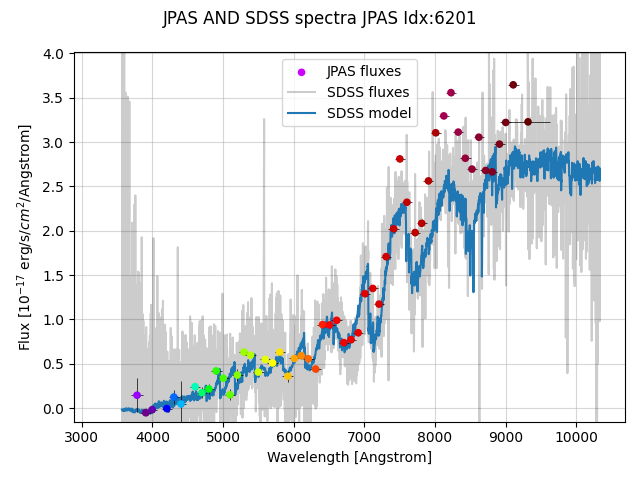 JPAS AND SDSS spectra JPAS Idx:6201
JPAS fluxes
SDSS fluxes
SDSS model
4.0
3.5
3.0
2.5
2.0
1.5
1.0
0.5
0.0
Flux [10⁻¹⁷ erg/s/cm²/Angstrom]
3000 4000 5000 6000 7000 8000 9000 10000
Wavelength [Angstrom]